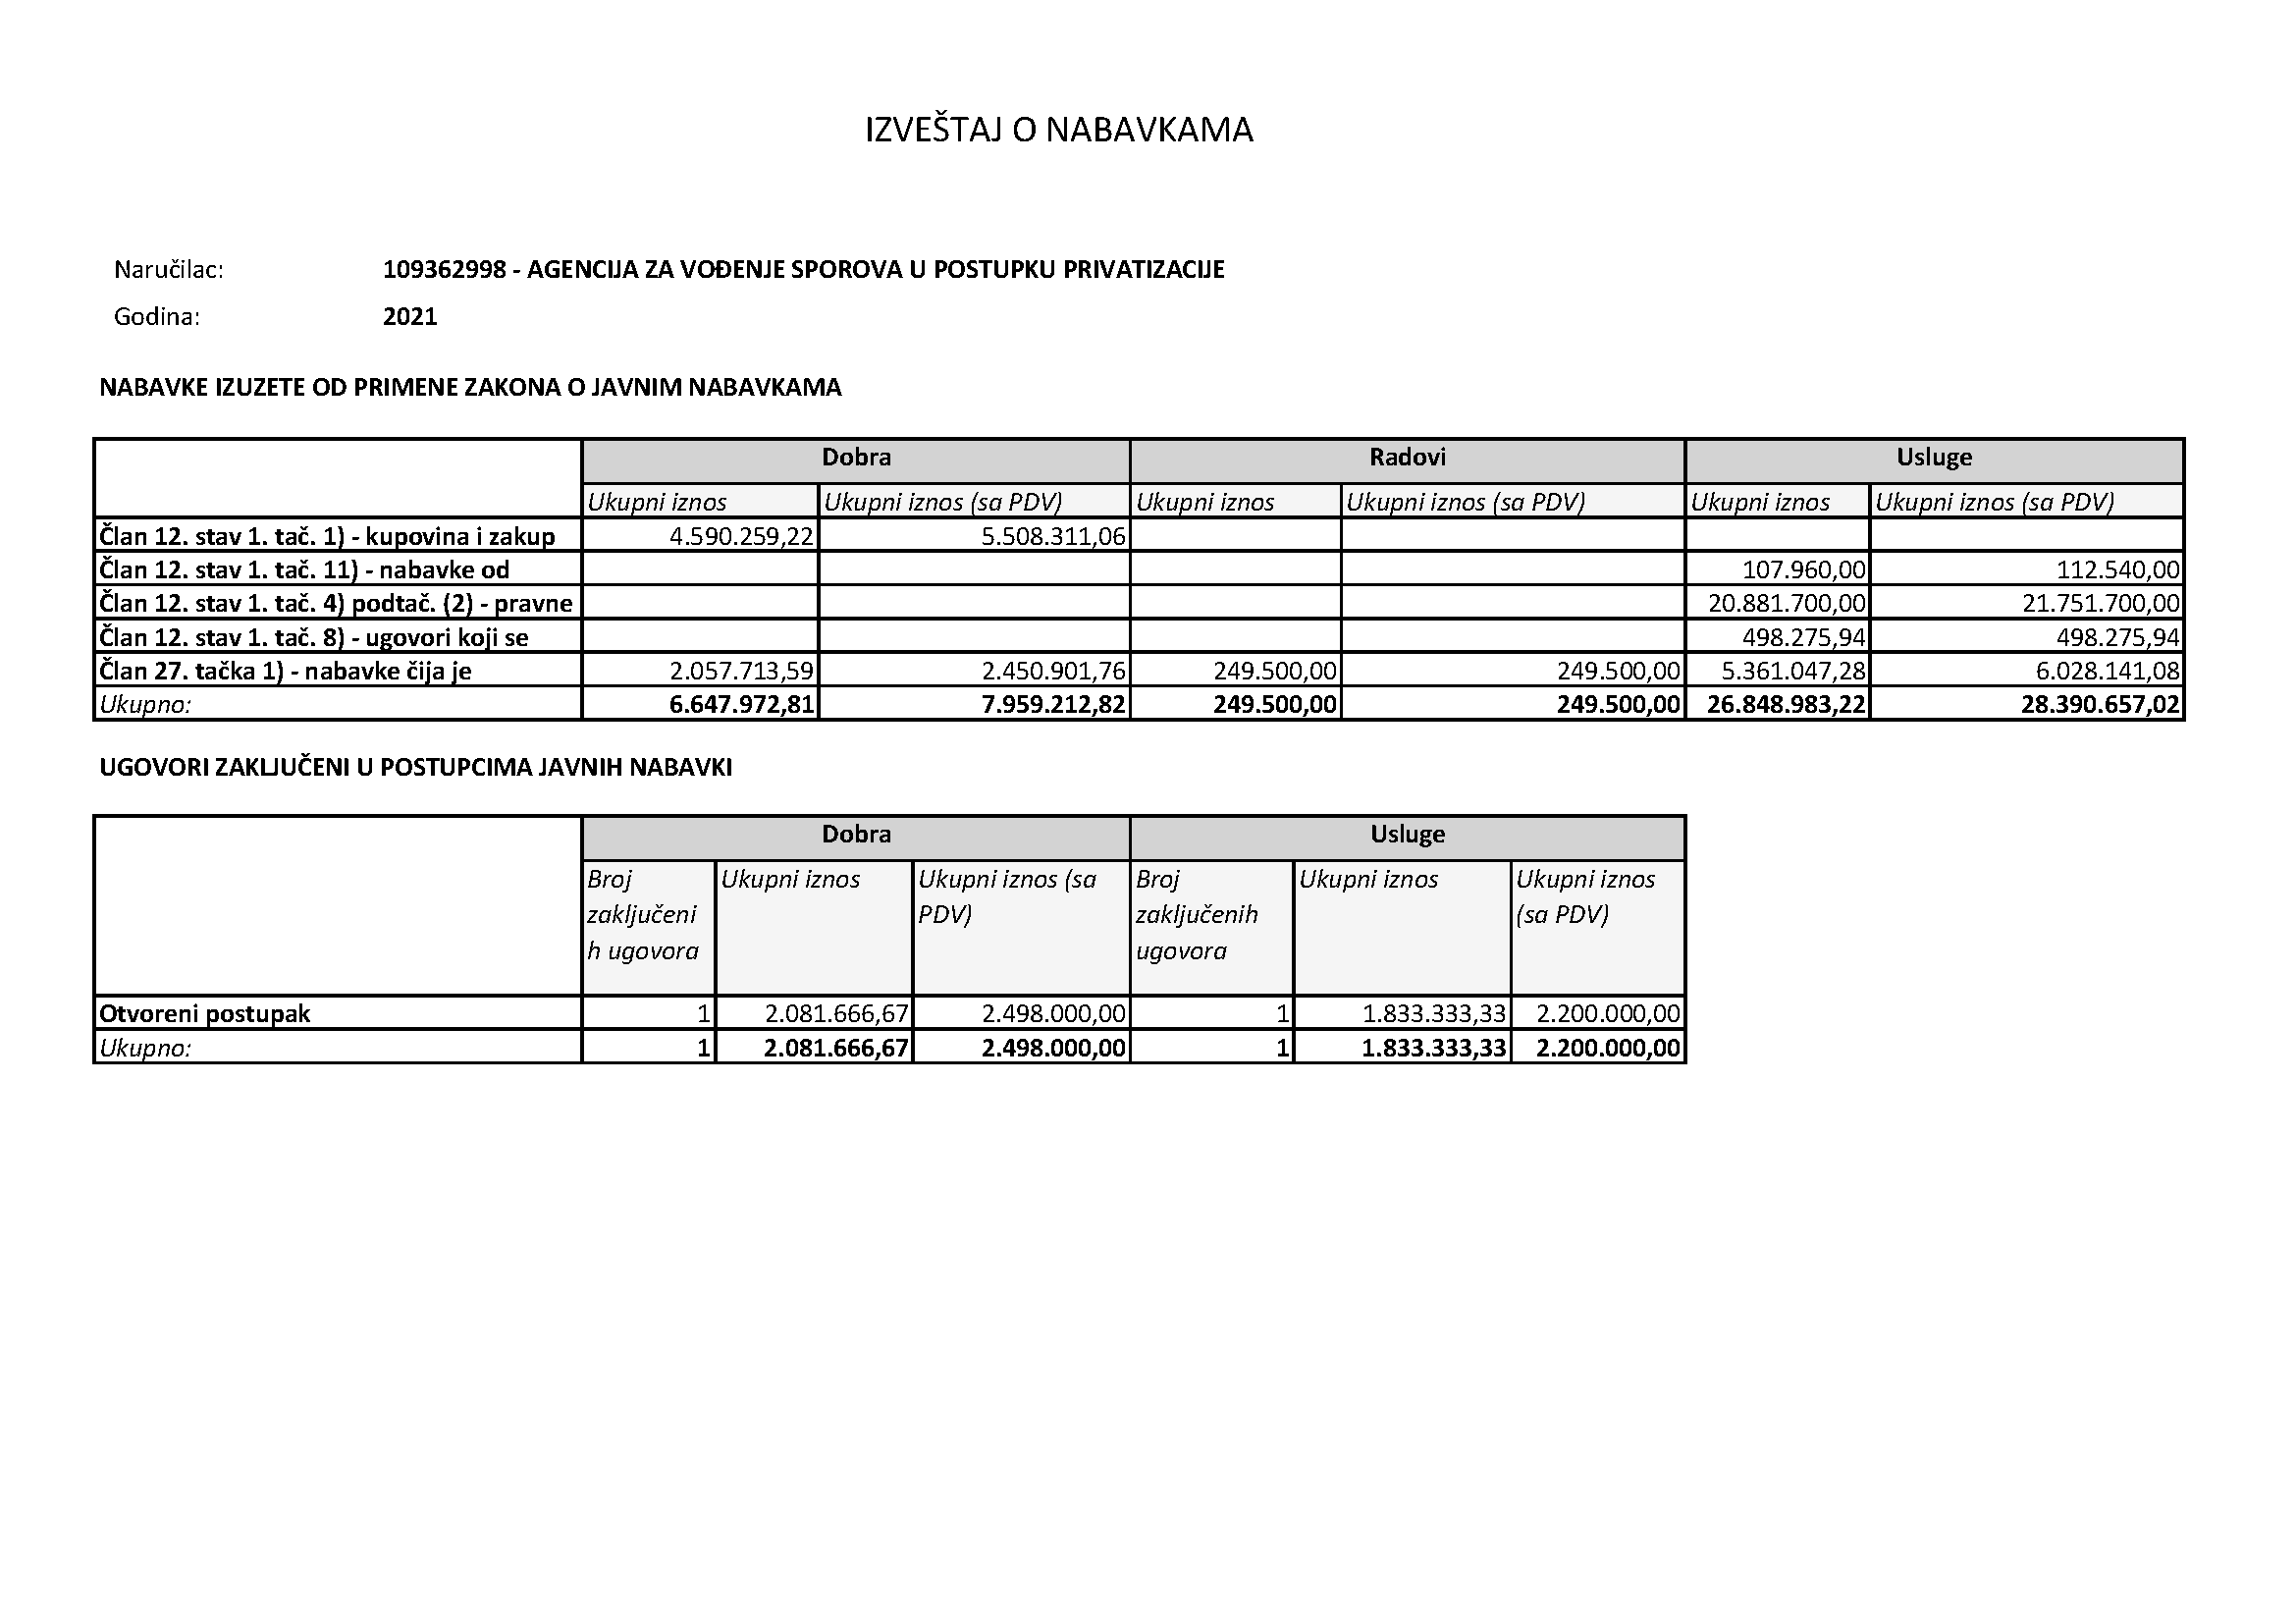 IZVEŠTAJ O NABAVKAMA
Naručilac: 109362998 - AGENCIJA ZA VOĐENJE SPOROVA U POSTUPKU PRIVATIZACIJE
Godina: 2021
NABAVKE IZUZETE OD PRIMENE ZAKONA O JAVNIM NABAVKAMA
Dobra Radovi Usluge
Ukupni iznos Ukupni iznos (sa PDV) Ukupni iznos Ukupni iznos (sa PDV) Ukupni iznos Ukupni iznos (sa PDV)
Član 12. stav 1. tač. 1) - kupovina i zakup 4.590.259,22 5.508.311,06
Član 12. stav 1. tač. 11) - nabavke od 107.960,00 112.540,00
Član 12. stav 1. tač. 4) podtač. (2) - pravne 20.881.700,00 21.751.700,00
Član 12. stav 1. tač. 8) - ugovori koji se 498.275,94 498.275,94
Član 27. tačka 1) - nabavke čija je 2.057.713,59 2.450.901,76 249.500,00 249.500,00 5.361.047,28 6.028.141,08
Ukupno: 6.647.972,81 7.959.212,82 249.500,00 249.500,00 26.848.983,22 28.390.657,02
UGOVORI ZAKLJUČENI U POSTUPCIMA JAVNIH NABAVKI
Dobra Usluge
Broj Ukupni iznos Ukupni iznos (sa Broj Ukupni iznos Ukupni iznos
zaključeni PDV) zaključenih (sa PDV)
h ugovora ugovora
Otvoreni postupak 1 2.081.666,67 2.498.000,00 1 1.833.333,33 2.200.000,00
Ukupno: 1 2.081.666,67 2.498.000,00 1 1.833.333,33 2.200.000,00